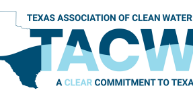 TEXAS ASSOCIATION OF CLEAN WATER
TACW
A CLEAR COMMITMENT TO TEXA